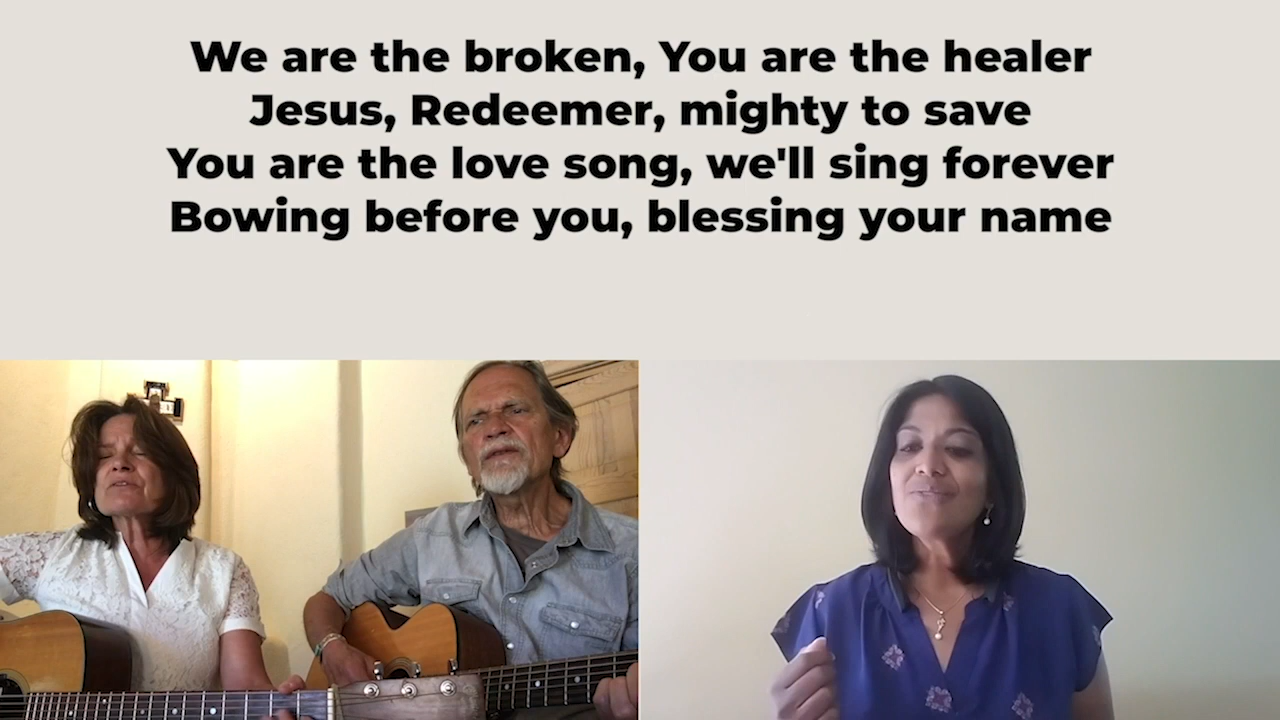 We are the broken, You are the healer
Jesus, Redeemer, mighty to save
You are the love song, we'll sing forever
Bowing before you, blessing your name